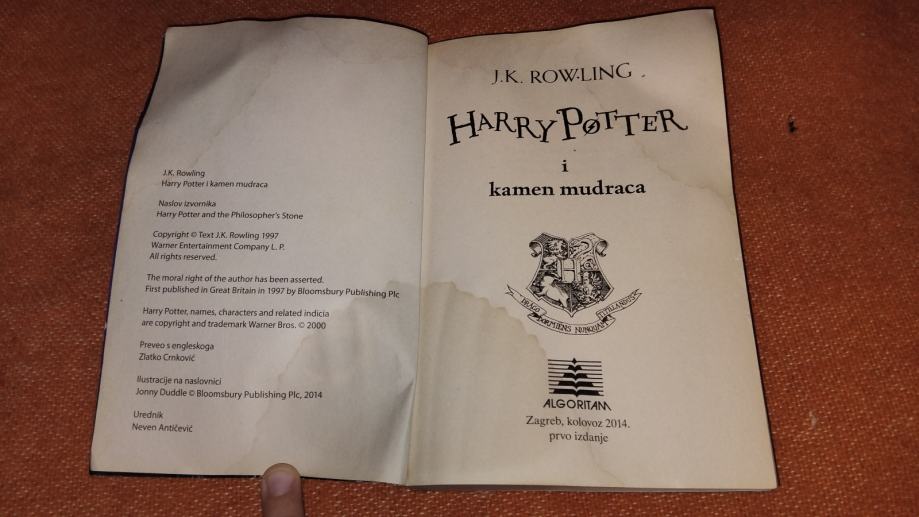 J.K. Rowling
Harry Potter i kamen mudraca
Naslov izvornika
Harry Potter and the Philosopher's Stone
Copyright © Text J.K. Rowling 1997
Warner Entertainment Company L. P.
All rights reserved.
The moral right of the author has been asserted.
First published in Great Britain in 1997 by Bloomsbury Publishing Plc
Harry Potter, names, characters and related indicia
are copyright and trademark Warner Bros. © 2000
Preveo s engleskoga
Zlatko Crnković
Ilustracije na naslovnici
Jonny Duddle © Bloomsbury Publishing Plc, 2014
Urednik
Neven Antičević
J.K. ROWLING
HARRY POTTER
i
kamen mudraca
DRACO DORMIENS NUNQUAM TITILLANDUS
ALGORITAM
Zagreb, kolovoz 2014.
prvo izdanje